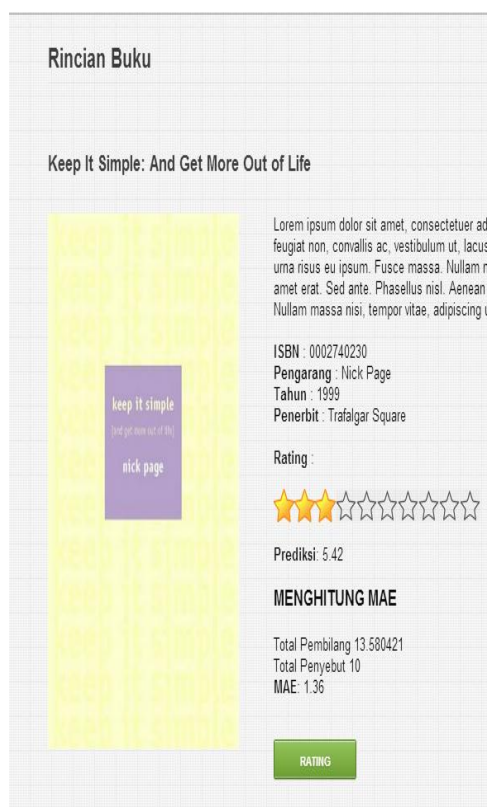 Rincian Buku
Keep It Simple: And Get More Out of Life
keep it simple
(and get more out of life)
nick page
Lorem ipsum dolor sit amet, consectetuer ad
feugiat non, convallis ac, vestibulum ut, lacus
urna risus eu ipsum. Fusce massa. Nullam
amet erat. Sed ante. Phasellus nisl. Aenean
Nullam massa nisi, tempor vitae, adipiscing
ISBN : 0002740230
Pengarang : Nick Page
Tahun : 1999
Penerbit : Trafalgar Square
Rating :
Prediksi: 5.42
MENGHITUNG MAE
Total Pembilang 13.580421
Total Penyebut 10
MAE: 1.36
RATING